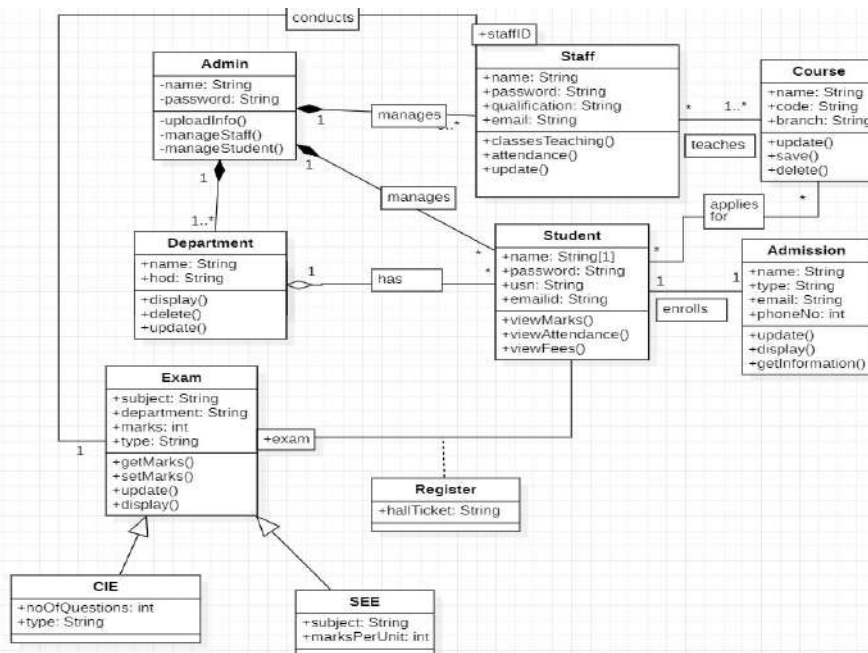 conducts
+staffID
Admin
-name: String
-password: String
-uploadInfo()
-manageStaff()
-manageStudent()
1
manages
Staff
+name: String
+password: String
+qualification: String
+email: String
+classesTeaching()
+attendance()
+update()
*
1..*
teaches
Course
+name: String
+code: String
+branch: String
+update()
+save()
+delete()
1
1
manages
*
1..*
applies
for
*
*
Department
+name: String
+hod: String
+display()
+delete()
+update()
1
has
*
Student
+name: String[1]
+password: String
+usn: String
+emailid: String
+viewMarks()
+viewAttendance()
+viewFees()
1
1
enrolls
Admission
+name: String
+type: String
+email: String
+phoneNo: int
+update()
+display()
+getInformation()
Exam
+subject: String
+department: String
+marks: int
+type: String
+getMarks()
+setMarks()
+update()
+display()
1
+exam
Register
+hallTicket: String
CIE
+noOfQuestions: int
+type: String
SEE
+subject: String
+marksPerUnit: int